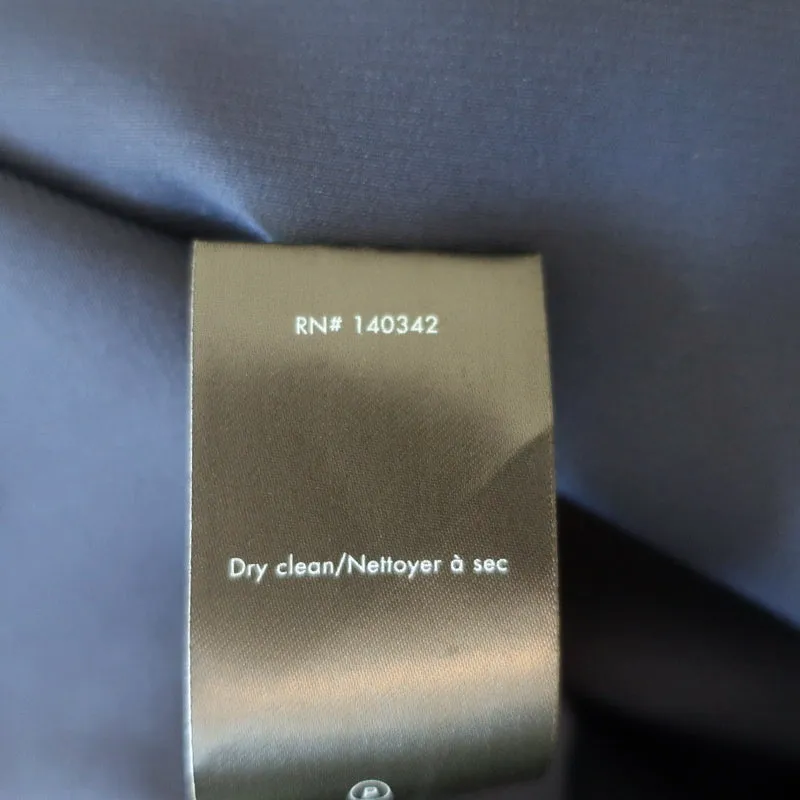 RN# 140342
Dry clean/Nettoyer à sec
P